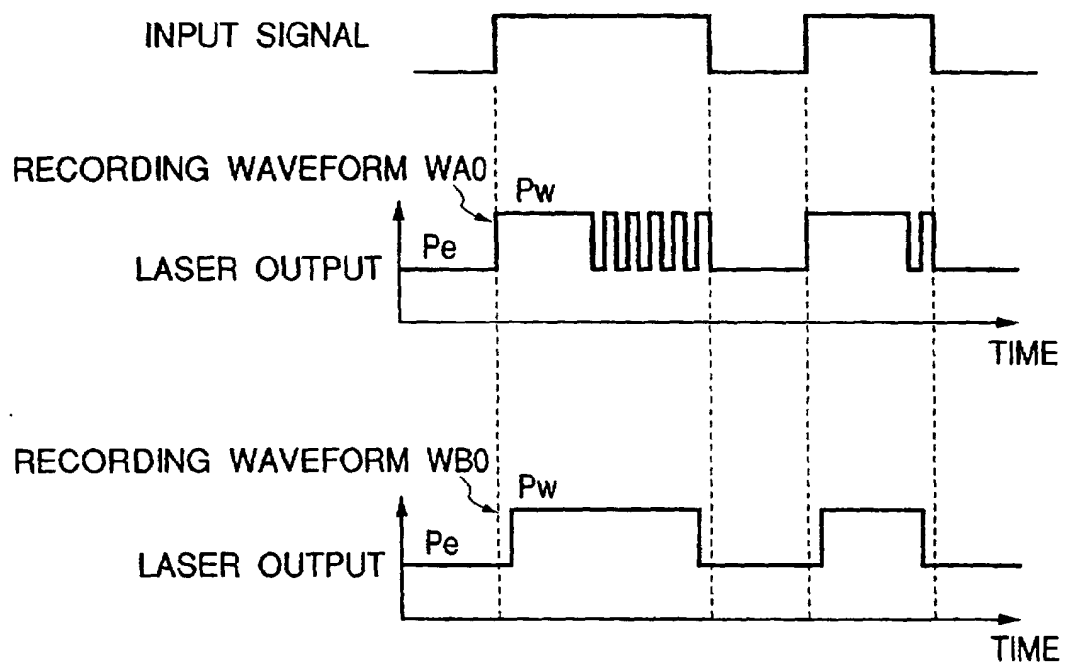 INPUT SIGNAL
RECORDING WAVEFORM WA0
Pw
Pe
LASER OUTPUT
TIME
RECORDING WAVEFORM WB0
Pw
Pe
LASER OUTPUT
TIME